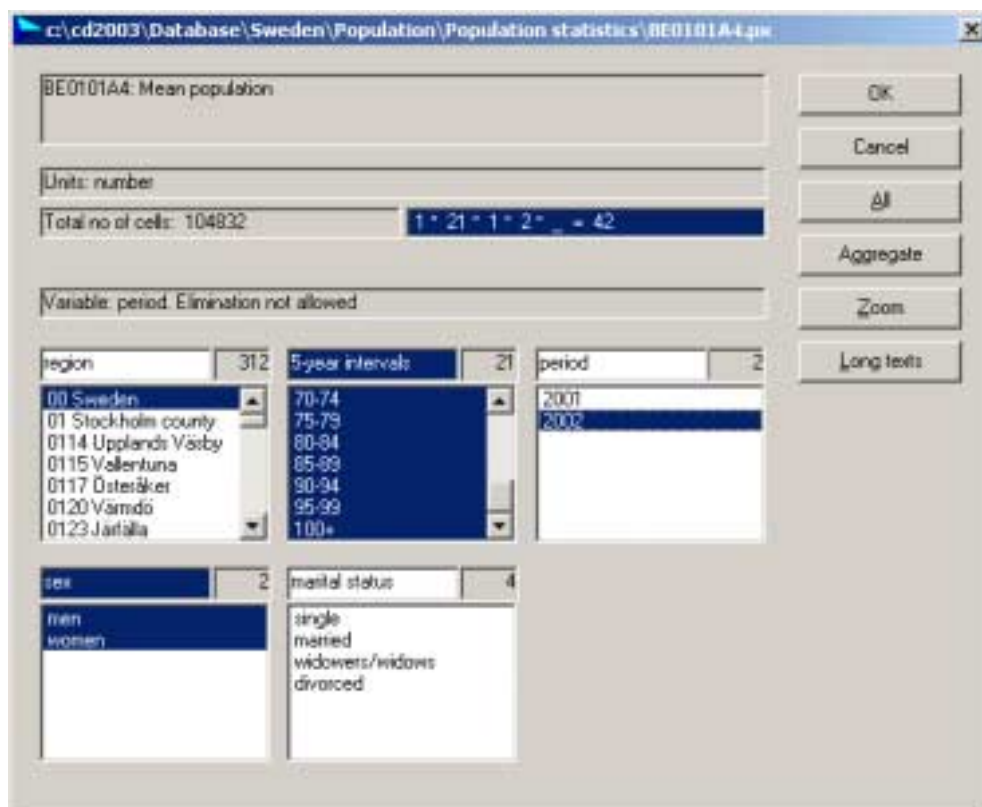 c:\cd2003\Database\Sweden\Population\Population statistics\BE0101A4.px
BE0101A4: Mean population
Units: number
Total no of cells: 104832
1 * 21 * 1 * 2 * _ = 42
Variable: period. Elimination not allowed
OK
Cancel
All
Aggregate
Zoom
Long texts
region 312
00 Sweden
01 Stockholm county
0114 Upplands Väsby
0115 Vallentuna
0117 Österåker
0120 Värmdö
0123 Järfälla
5-year intervals 21
70-74
75-79
80-84
85-89
90-94
95-99
100+
period 2
2001
2002
sex 2
men
women
marital status 4
single
married
widowers/widows
divorced